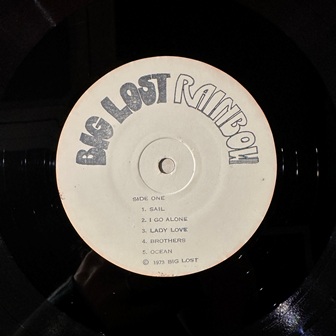 BIG LOST RAINBOW
SIDE ONE
1. SAIL
2. I GO ALONE
3. LADY LOVE
4. BROTHERS
5. OCEAN
© 1973 BIG LOST